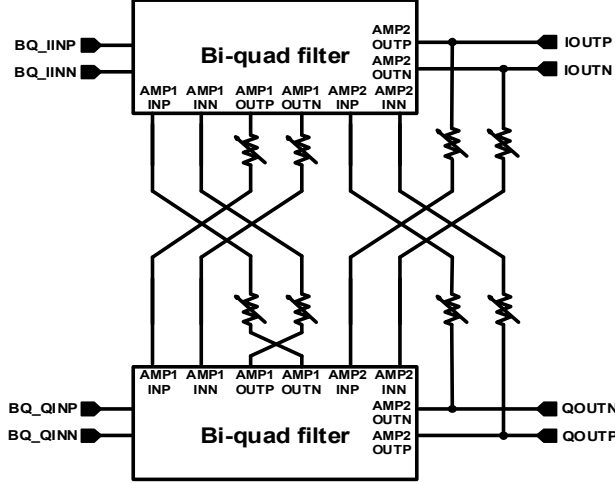 AMP2
OUTP
BQ_IINP
IOUTP
Bi-quad filter
AMP2
OUTN
BQ_IINN
IOUTN
AMP1 AMP1 AMP1 AMP1 AMP2 AMP2
INP INN OUTP OUTN INP INN
AMP1 AMP1 AMP1 AMP1 AMP2 AMP2
INP INN OUTP OUTN INP INN
BQ_QINP
AMP2
OUTN
QOUTN
BQ_QINN
Bi-quad filter
AMP2
OUTP
QOUTP